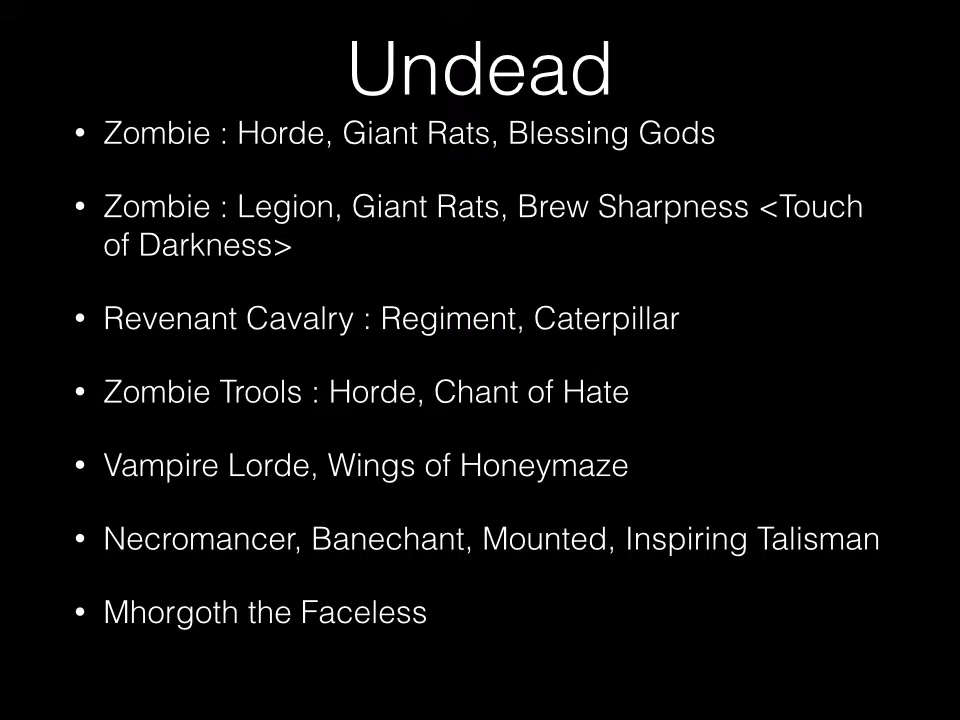 Undead
• Zombie : Horde, Giant Rats, Blessing Gods
• Zombie : Legion, Giant Rats, Brew Sharpness <Touch
of Darkness>
• Revenant Cavalry : Regiment, Caterpillar
• Zombie Trools : Horde, Chant of Hate
• Vampire Lorde, Wings of Honeymaze
• Necromancer, Banechant, Mounted, Inspiring Talisman
• Mhorgoth the Faceless